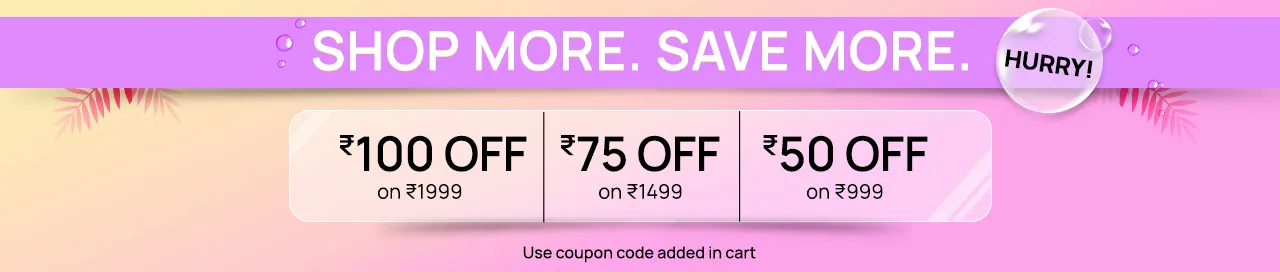 SHOP MORE. SAVE MORE.
HURRY!
₹100 OFF
on ₹1999
₹75 OFF
on ₹1499
₹50 OFF
on ₹999
Use coupon code added in cart